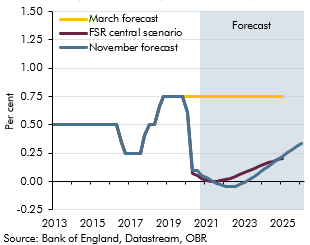 1.50
March forecast
Forecast
FSR central scenario
1.25
November forecast
1.00
0.75
Per cent
0.50
0.25
0.00
-0.25
2013 2015 2017 2019 2021 2023 2025
Source: Bank of England, Datastream, OBR